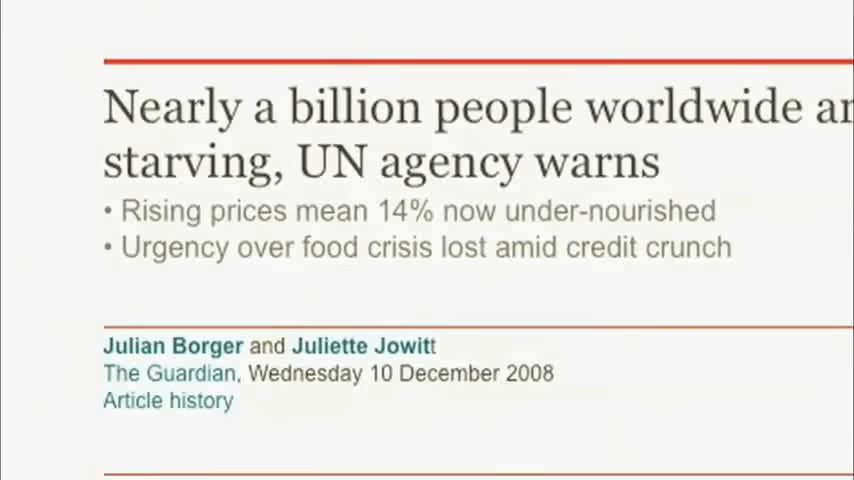 Nearly a billion people worldwide ar
starving, UN agency warns
• Rising prices mean 14% now under-nourished
• Urgency over food crisis lost amid credit crunch
Julian Borger and Juliette Jowitt
The Guardian, Wednesday 10 December 2008
Article history